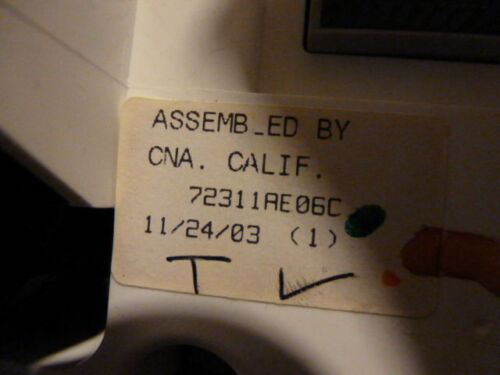 ASSEMB_ED BY
CNA. CALIF.
72311AE06C
11/24/03 (1)
T ✓